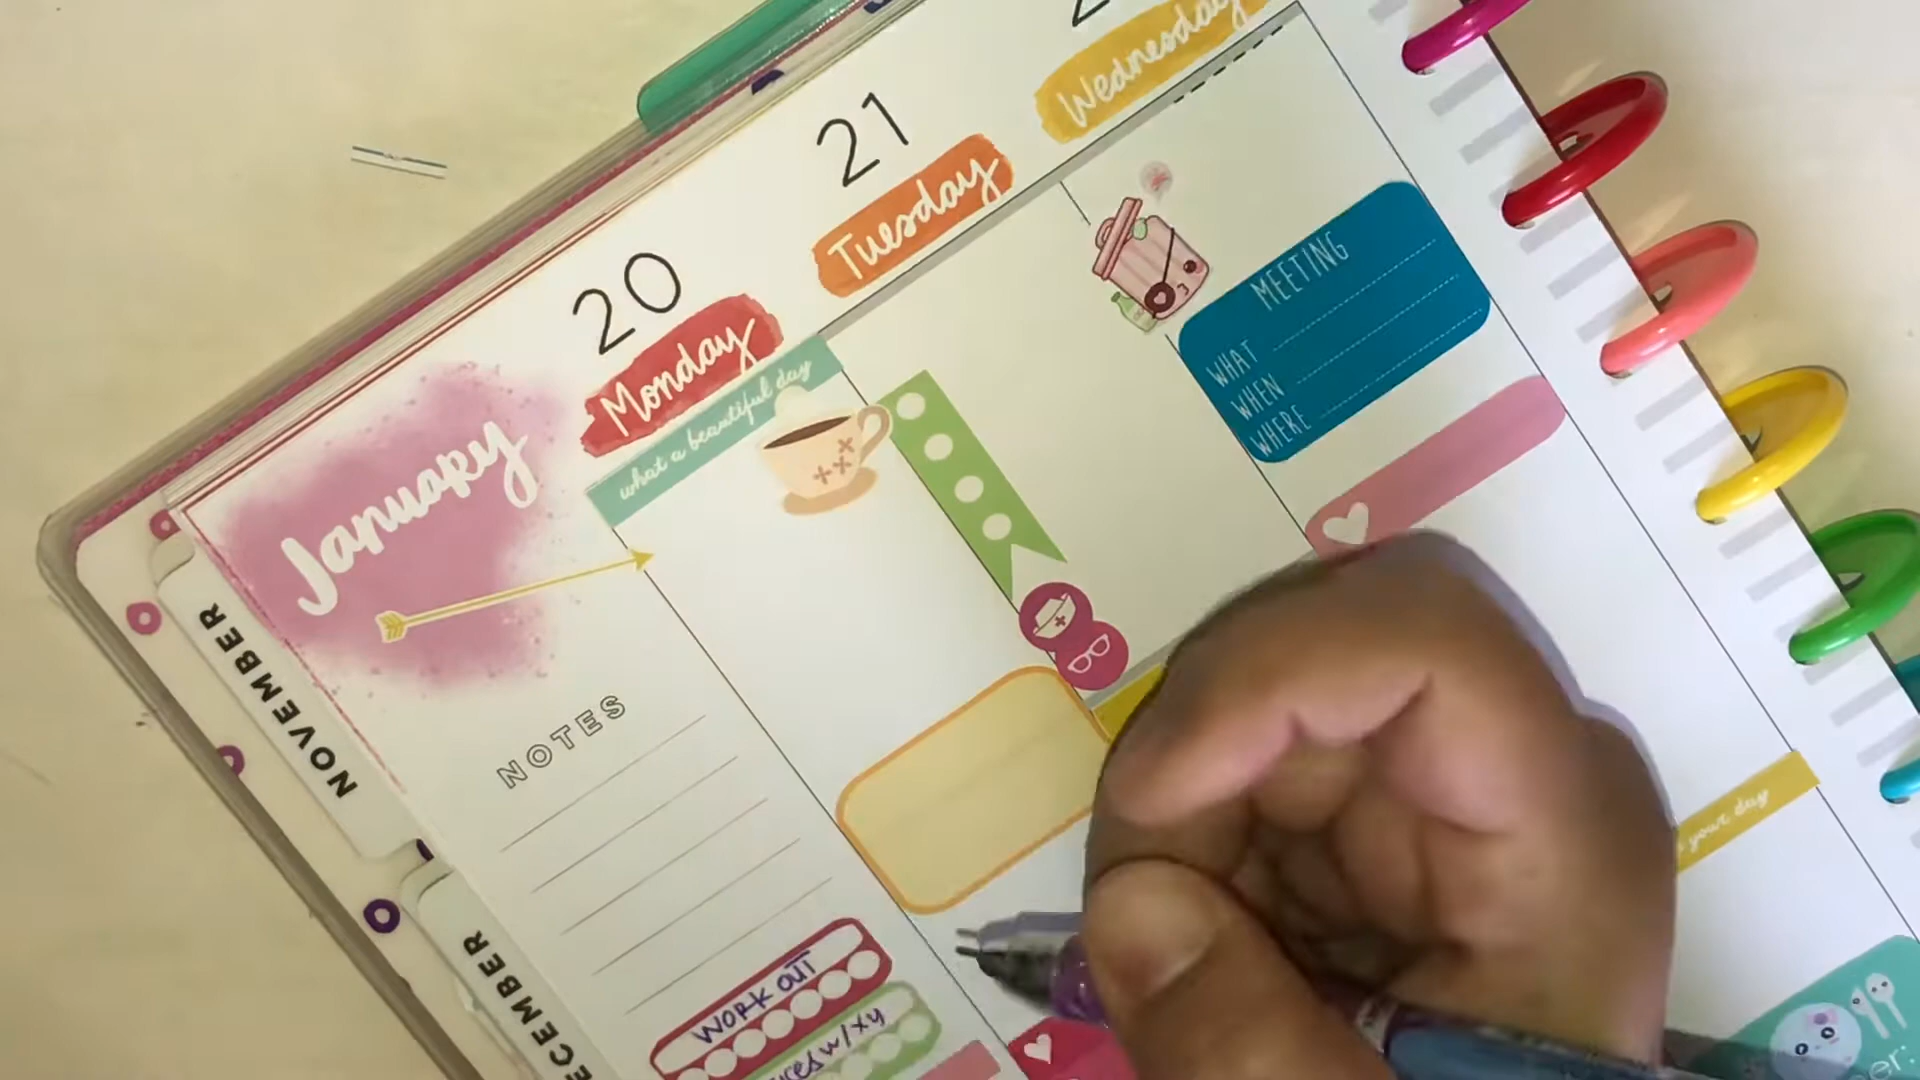 20
21
Monday
Tuesday
Wednesday
January
what a beautiful day
MEETING
WHAT
WHEN
WHERE
NOTES
NOVEMBER
WORK OUT
w/xy
your day